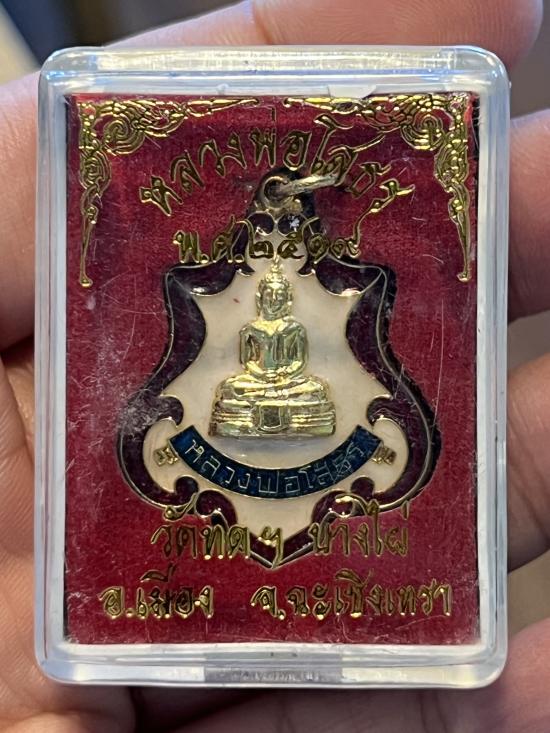 หลวงพ่อโสธร
พ.ศ.๒๕๑๙
หลวงพ่อโสธร
วัดทดฯ บางไผ่
อ.เมือง จ.ฉะเชิงเทรา